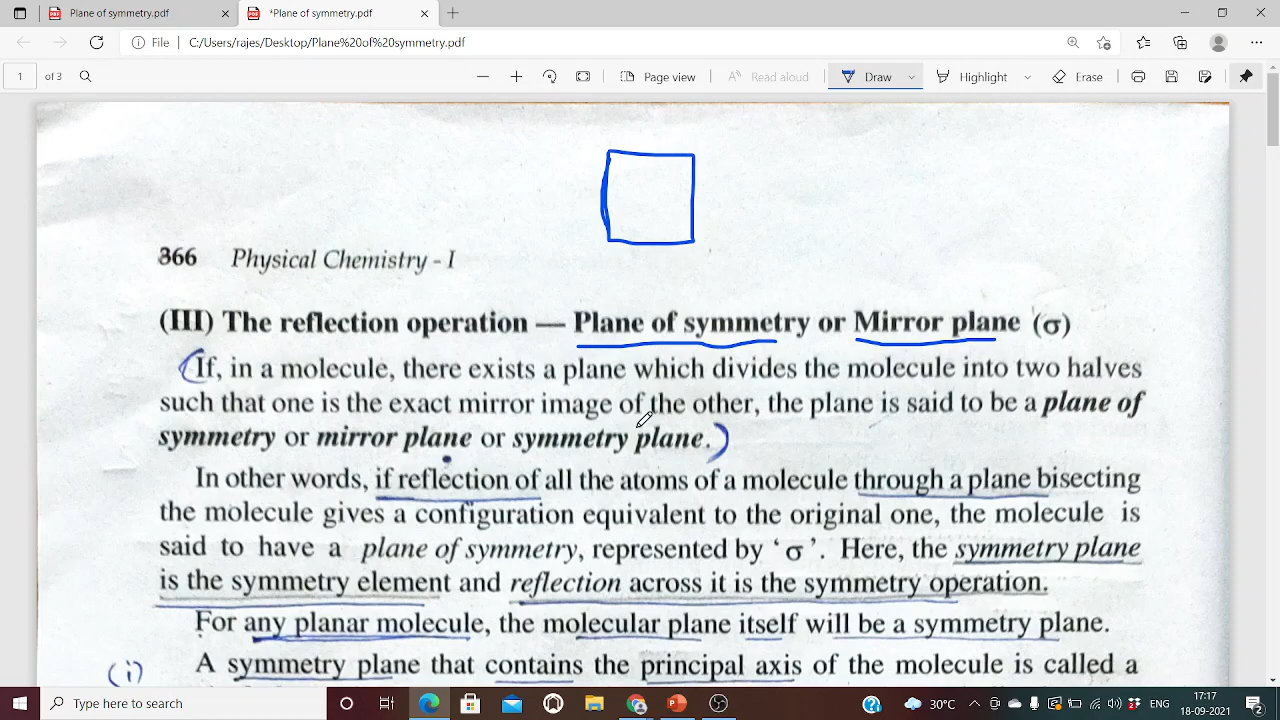 Plane of symmetry.pdf
*Plane of symmetry.pdf
File | C:/Users/rajes/Desktop/Plane%20of%20symmetry.pdf
1 of 3 Page view Read aloud Draw Highlight Erase
366 Physical Chemistry - I
(III) The reflection operation — Plane of symmetry or Mirror plane (σ)
If, in a molecule, there exists a plane which divides the molecule into two halves
such that one is the exact mirror image of the other, the plane is said to be a plane of
symmetry or mirror plane or symmetry plane.
In other words, if reflection of all the atoms of a molecule through a plane bisecting
the molecule gives a configuration equivalent to the original one, the molecule is
said to have a plane of symmetry, represented by ‘σ’. Here, the symmetry plane
is the symmetry element and reflection across it is the symmetry operation.
For any planar molecule, the molecular plane itself will be a symmetry plane.
(i) A symmetry plane that contains the principal axis of the molecule is called a
Type here to search
30°C ENG 17:17
18-09-2021 2